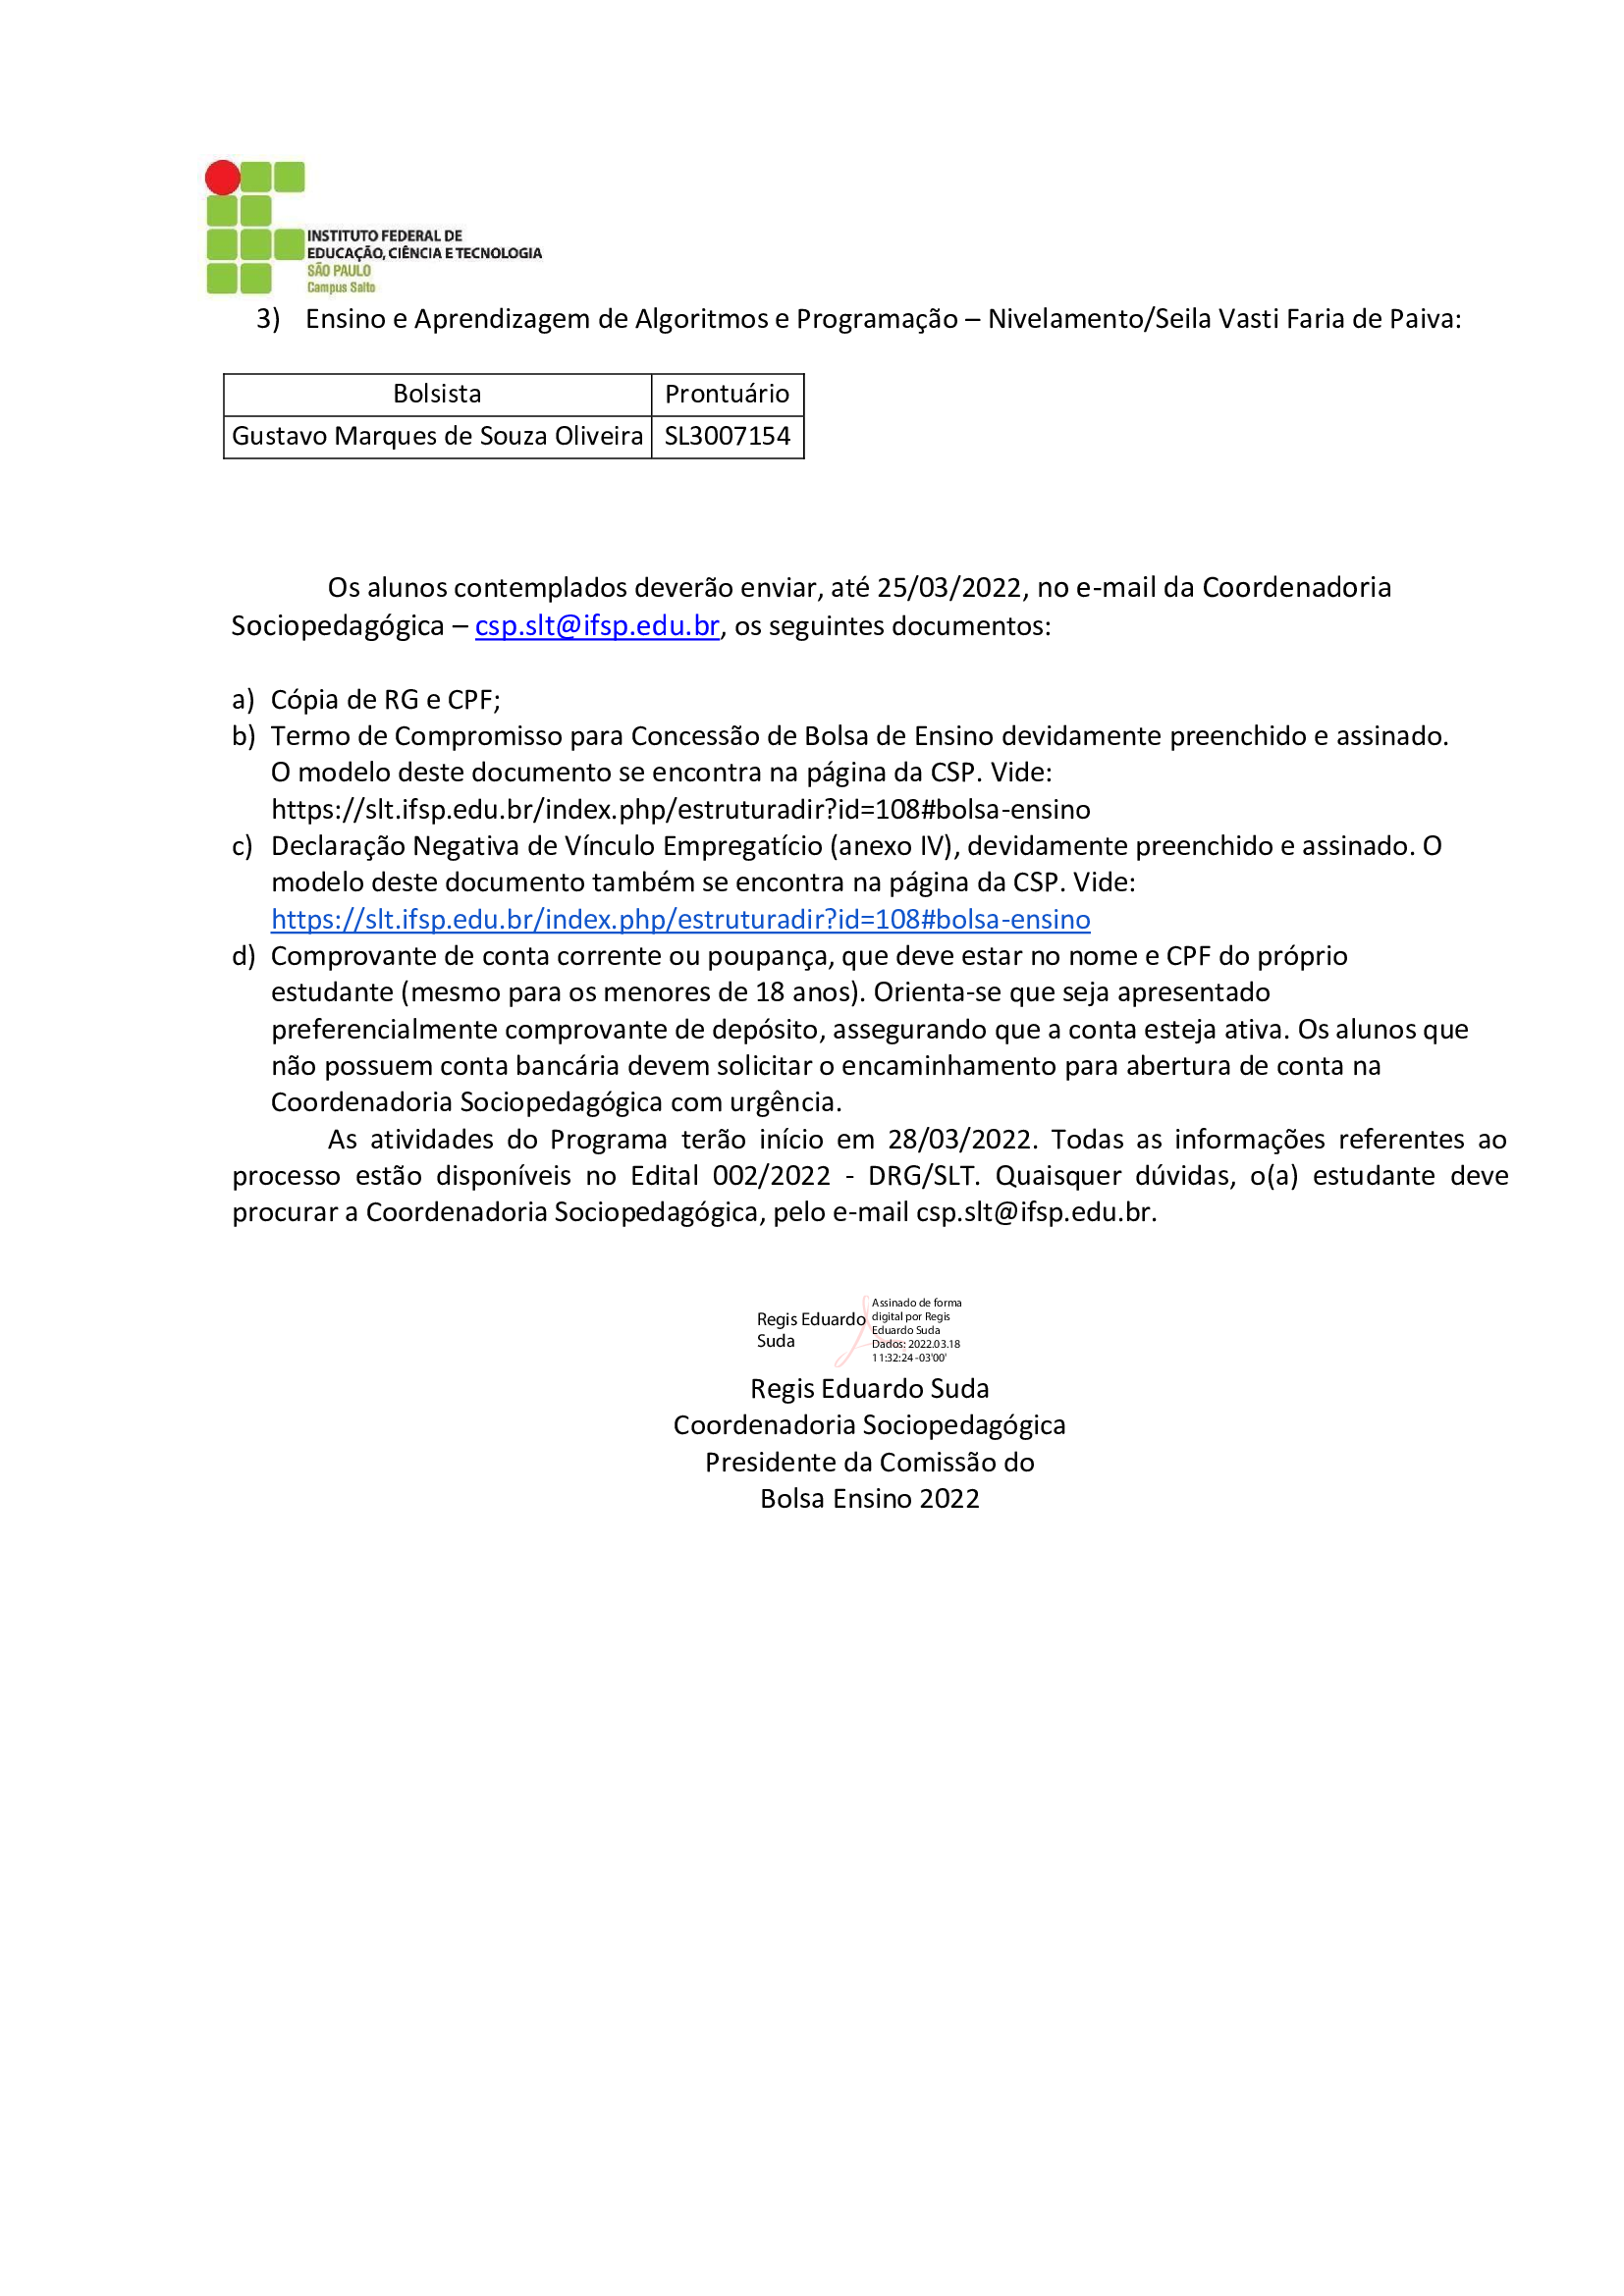 INSTITUTO FEDERAL DE
EDUCAÇÃO, CIÊNCIA E TECNOLOGIA
SÃO PAULO
Campus Salto
3) Ensino e Aprendizagem de Algoritmos e Programação – Nivelamento/Seila Vasti Faria de Paiva:
Bolsista Prontuário
Gustavo Marques de Souza Oliveira SL3007154
Os alunos contemplados deverão enviar, até 25/03/2022, no e-mail da Coordenadoria
Sociopedagógica – csp.slt@ifsp.edu.br, os seguintes documentos:
a) Cópia de RG e CPF;
b) Termo de Compromisso para Concessão de Bolsa de Ensino devidamente preenchido e assinado.
O modelo deste documento se encontra na página da CSP. Vide:
https://slt.ifsp.edu.br/index.php/estruturadir?id=108#bolsa-ensino
c) Declaração Negativa de Vínculo Empregatício (anexo IV), devidamente preenchido e assinado. O
modelo deste documento também se encontra na página da CSP. Vide:
https://slt.ifsp.edu.br/index.php/estruturadir?id=108#bolsa-ensino
d) Comprovante de conta corrente ou poupança, que deve estar no nome e CPF do próprio
estudante (mesmo para os menores de 18 anos). Orienta-se que seja apresentado
preferencialmente comprovante de depósito, assegurando que a conta esteja ativa. Os alunos que
não possuem conta bancária devem solicitar o encaminhamento para abertura de conta na
Coordenadoria Sociopedagógica com urgência.
As atividades do Programa terão início em 28/03/2022. Todas as informações referentes ao
processo estão disponíveis no Edital 002/2022 - DRG/SLT. Quaisquer dúvidas, o(a) estudante deve
procurar a Coordenadoria Sociopedagógica, pelo e-mail csp.slt@ifsp.edu.br.
Regis Eduardo
Suda
Assinado de forma
digital por Regis
Eduardo Suda
Dados: 2022.03.18
11:32:24 -03'00'
Regis Eduardo Suda
Coordenadoria Sociopedagógica
Presidente da Comissão do
Bolsa Ensino 2022